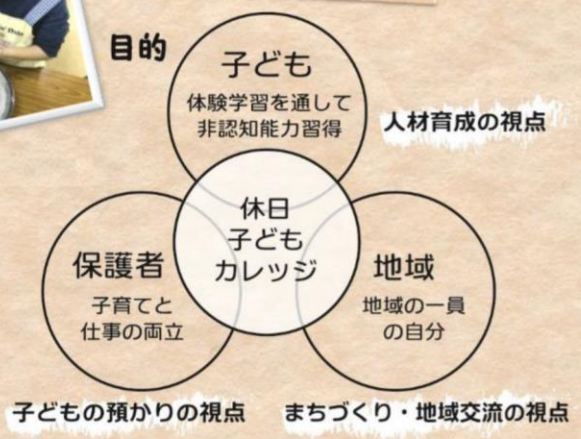 目的
子ども
体験学習を通して
非認知能力習得
人材育成の視点
休日
子ども
カレッジ
保護者
子育てと
仕事の両立
地域
地域の一員
の自分
子どもの預かりの視点
まちづくり・地域交流の視点